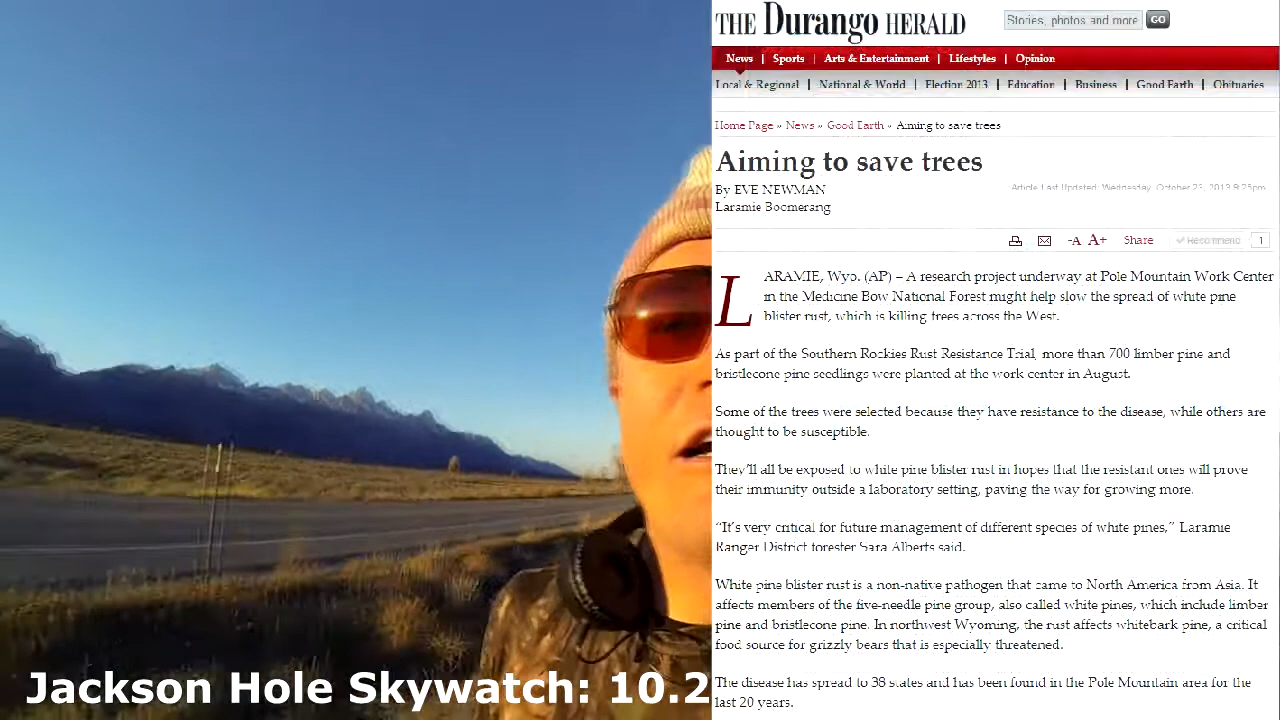 THE Durango HERALD
Stories, photos and more GO
News | Sports | Arts & Entertainment | Lifestyles | Opinion
Local & Regional | National & World | Election 2013 | Education | Business | Good Earth | Obituaries
Home Page » News » Good Earth » Aiming to save trees
Aiming to save trees
By EVE NEWMAN
Article Last Updated: Wednesday, October 23, 2013 9:25pm
Laramie Boomerang
-A A+ Share Recommend 1
LARAMIE, Wyo. (AP) – A research project underway at Pole Mountain Work Center
in the Medicine Bow National Forest might help slow the spread of white pine
blister rust, which is killing trees across the West.
As part of the Southern Rockies Rust Resistance Trial, more than 700 limber pine and
bristlecone pine seedlings were planted at the work center in August.
Some of the trees were selected because they have resistance to the disease, while others are
thought to be susceptible.
They'll all be exposed to white pine blister rust in hopes that the resistant ones will prove
their immunity outside a laboratory setting, paving the way for growing more.
“It's very critical for future management of different species of white pines,” Laramie
Ranger District forester Sara Alberts said.
White pine blister rust is a non-native pathogen that came to North America from Asia. It
affects members of the five-needle pine group, also called white pines, which include limber
pine and bristlecone pine. In northwest Wyoming, the rust affects whitebark pine, a critical
food source for grizzly bears that is especially threatened.
The disease has spread to 38 states and has been found in the Pole Mountain area for the
last 20 years.
Jackson Hole Skywatch: 10.2